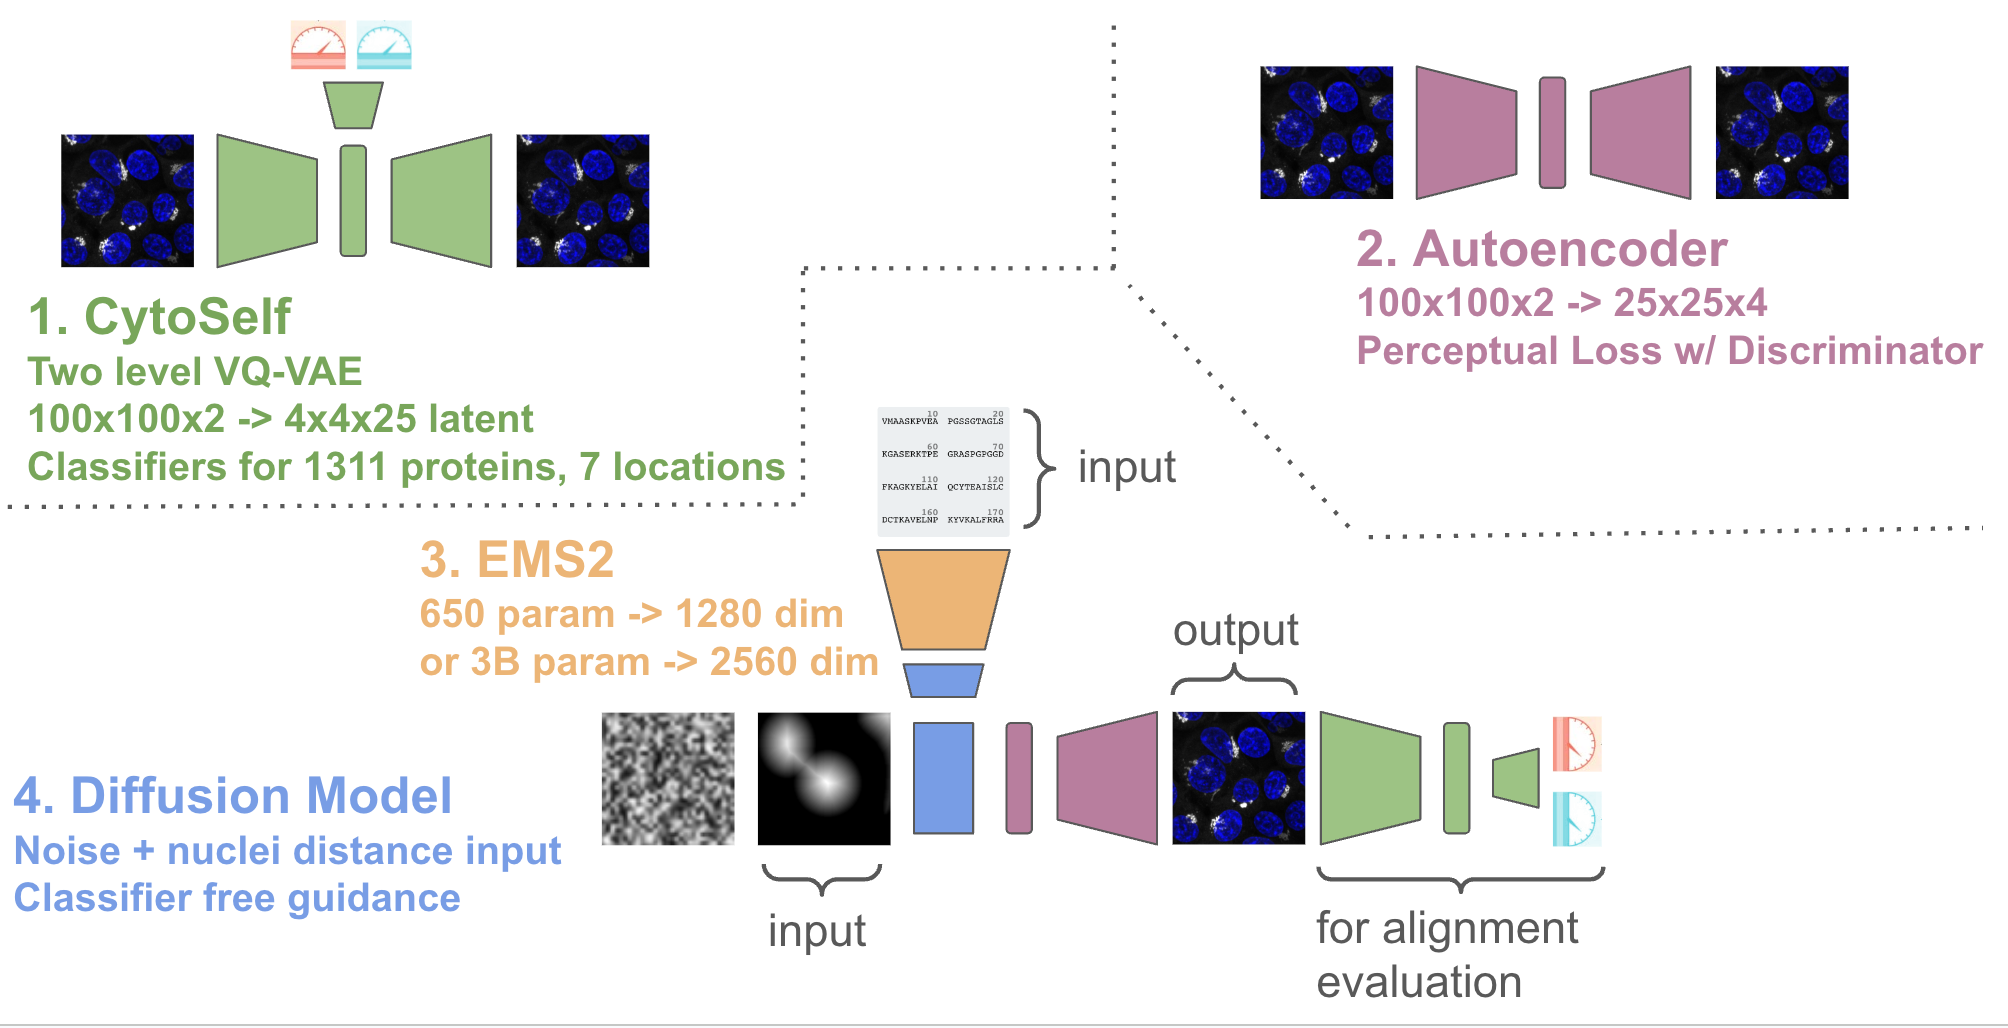 1. CytoSelf
Two level VQ-VAE
100x100x2 -> 4x4x25 latent
Classifiers for 1311 proteins, 7 locations
2. Autoencoder
100x100x2 -> 25x25x4
Perceptual Loss w/ Discriminator
10 20
VMAASKPVEA PGSSGTAGLS
60 70
KGASERKTPE GRASPGPGGD
110 120
FKAGKYELAI QCYTEAISLC
160 170
DCTKAVELNP KYVKALFRRA
input
3. EMS2
650 param -> 1280 dim
or 3B param -> 2560 dim
output
4. Diffusion Model
Noise + nuclei distance input
Classifier free guidance
input
for alignment
evaluation